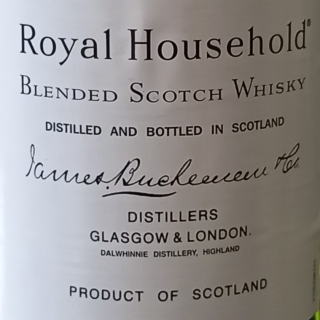 Royal Household®
BLENDED SCOTCH WHISKY
DISTILLED AND BOTTLED IN SCOTLAND
James Buchanan & Co.
DISTILLERS
GLASGOW & LONDON.
DALWHINNIE DISTILLERY, HIGHLAND
PRODUCT OF SCOTLAND